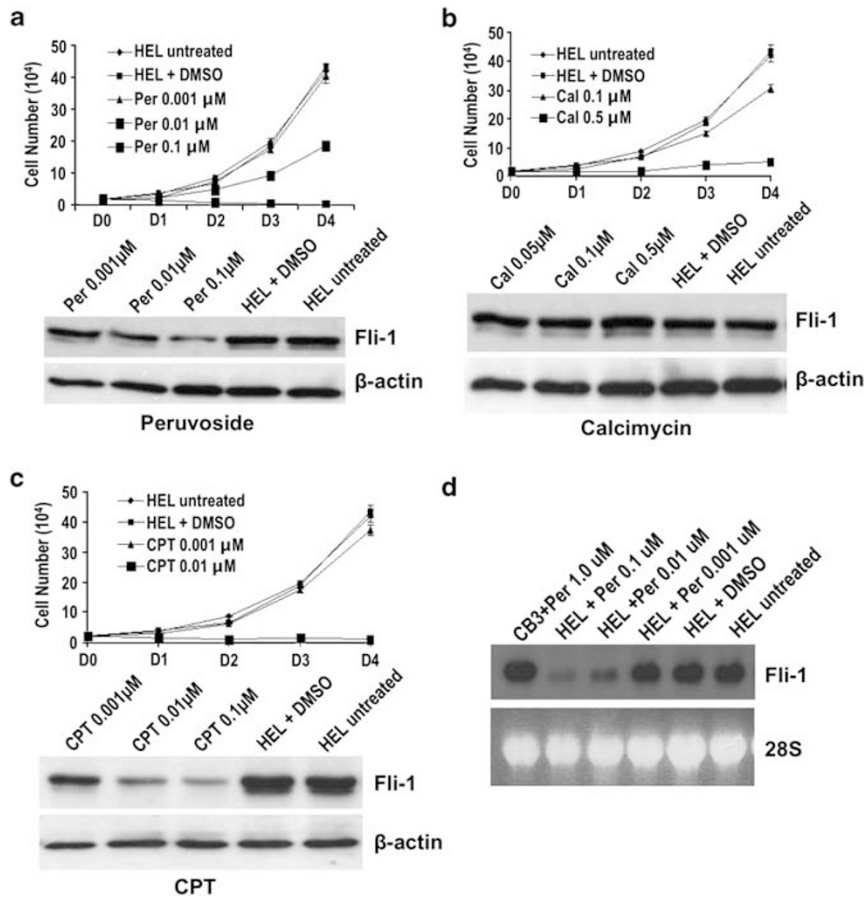 a
HEL untreated
HEL + DMSO
Per 0.001 µM
Per 0.01 µM
Per 0.1 µM
Cell Number (10⁴)
50
40
30
20
10
0
D0 D1 D2 D3 D4
Per 0.001µM Per 0.01µM Per 0.1µM HEL + DMSO HEL untreated
Fli-1
β-actin
Peruvoside
b
HEL untreated
HEL + DMSO
Cal 0.1 µM
Cal 0.5 µM
Cell Number (10⁴)
50
40
30
20
10
0
D0 D1 D2 D3 D4
Cal 0.05µM Cal 0.1µM Cal 0.5µM HEL + DMSO HEL untreated
Fli-1
β-actin
Calcimycin
c
HEL untreated
HEL + DMSO
CPT 0.001 µM
CPT 0.01 µM
Cell Number (10⁴)
50
40
30
20
10
0
D0 D1 D2 D3 D4
CPT 0.001µM CPT 0.01µM CPT 0.1µM HEL + DMSO HEL untreated
Fli-1
β-actin
CPT
d
CB3+Per 1.0 uM HEL + Per 0.1 uM HEL +Per 0.01 uM HEL + Per 0.001 uM HEL + DMSO HEL untreated
Fli-1
28S